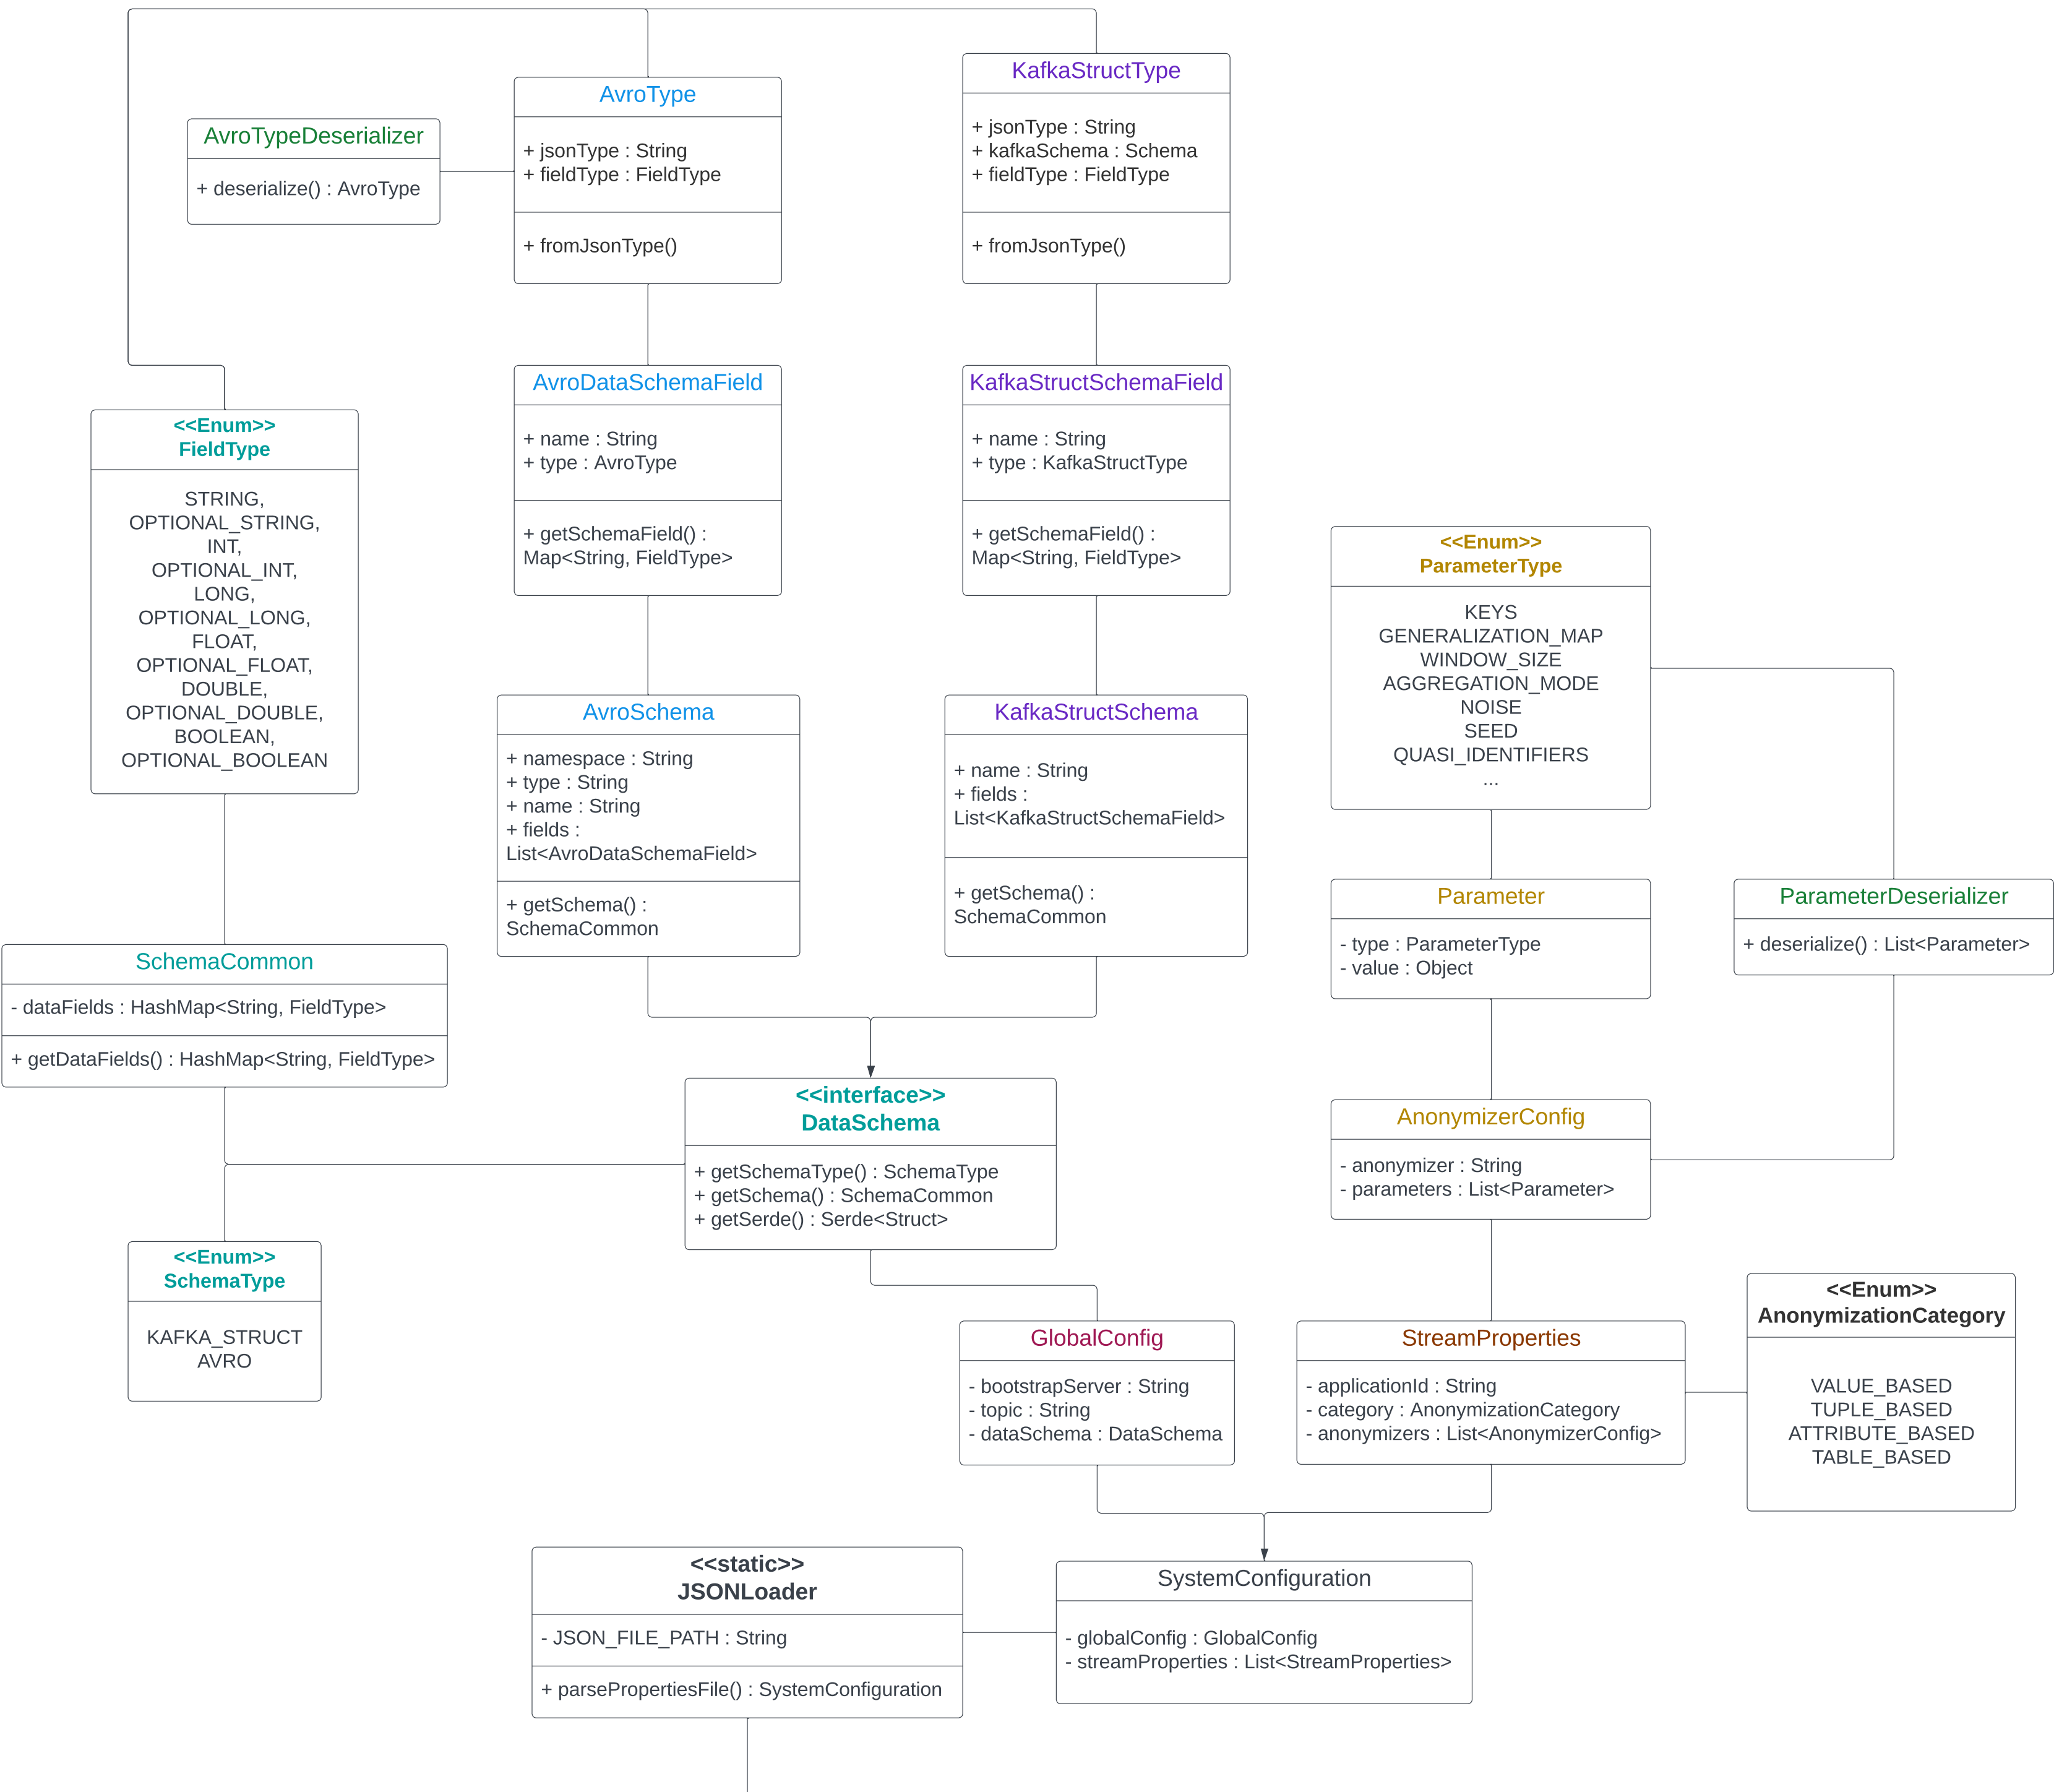 KafkaStructType
+ jsonType : String
+ kafkaSchema : Schema
+ fieldType : FieldType
+ fromJsonType()
AvroType
+ jsonType : String
+ fieldType : FieldType
+ fromJsonType()
AvroTypeDeserializer
+ deserialize() : AvroType
AvroDataSchemaField
+ name : String
+ type : AvroType
+ getSchemaField() :
Map<String, FieldType>
KafkaStructSchemaField
+ name : String
+ type : KafkaStructType
+ getSchemaField() :
Map<String, FieldType>
<<Enum>>
FieldType
STRING,
OPTIONAL_STRING,
INT,
OPTIONAL_INT,
LONG,
OPTIONAL_LONG,
FLOAT,
OPTIONAL_FLOAT,
DOUBLE,
OPTIONAL_DOUBLE,
BOOLEAN,
OPTIONAL_BOOLEAN
<<Enum>>
ParameterType
KEYS
GENERALIZATION_MAP
WINDOW_SIZE
AGGREGATION_MODE
NOISE
SEED
QUASI_IDENTIFIERS
...
AvroSchema
+ namespace : String
+ type : String
+ name : String
+ fields :
List<AvroDataSchemaField>
+ getSchema() :
SchemaCommon
KafkaStructSchema
+ name : String
+ fields :
List<KafkaStructSchemaField>
+ getSchema() :
SchemaCommon
Parameter
- type : ParameterType
- value : Object
ParameterDeserializer
+ deserialize() : List<Parameter>
SchemaCommon
- dataFields : HashMap<String, FieldType>
+ getDataFields() : HashMap<String, FieldType>
<<interface>>
DataSchema
+ getSchemaType() : SchemaType
+ getSchema() : SchemaCommon
+ getSerde() : Serde<Struct>
AnonymizerConfig
- anonymizer : String
- parameters : List<Parameter>
<<Enum>>
SchemaType
KAFKA_STRUCT
AVRO
GlobalConfig
- bootstrapServer : String
- topic : String
- dataSchema : DataSchema
StreamProperties
- applicationId : String
- category : AnonymizationCategory
- anonymizers : List<AnonymizerConfig>
<<Enum>>
AnonymizationCategory
VALUE_BASED
TUPLE_BASED
ATTRIBUTE_BASED
TABLE_BASED
<<static>>
JSONLoader
- JSON_FILE_PATH : String
+ parsePropertiesFile() : SystemConfiguration
SystemConfiguration
- globalConfig : GlobalConfig
- streamProperties : List<StreamProperties>